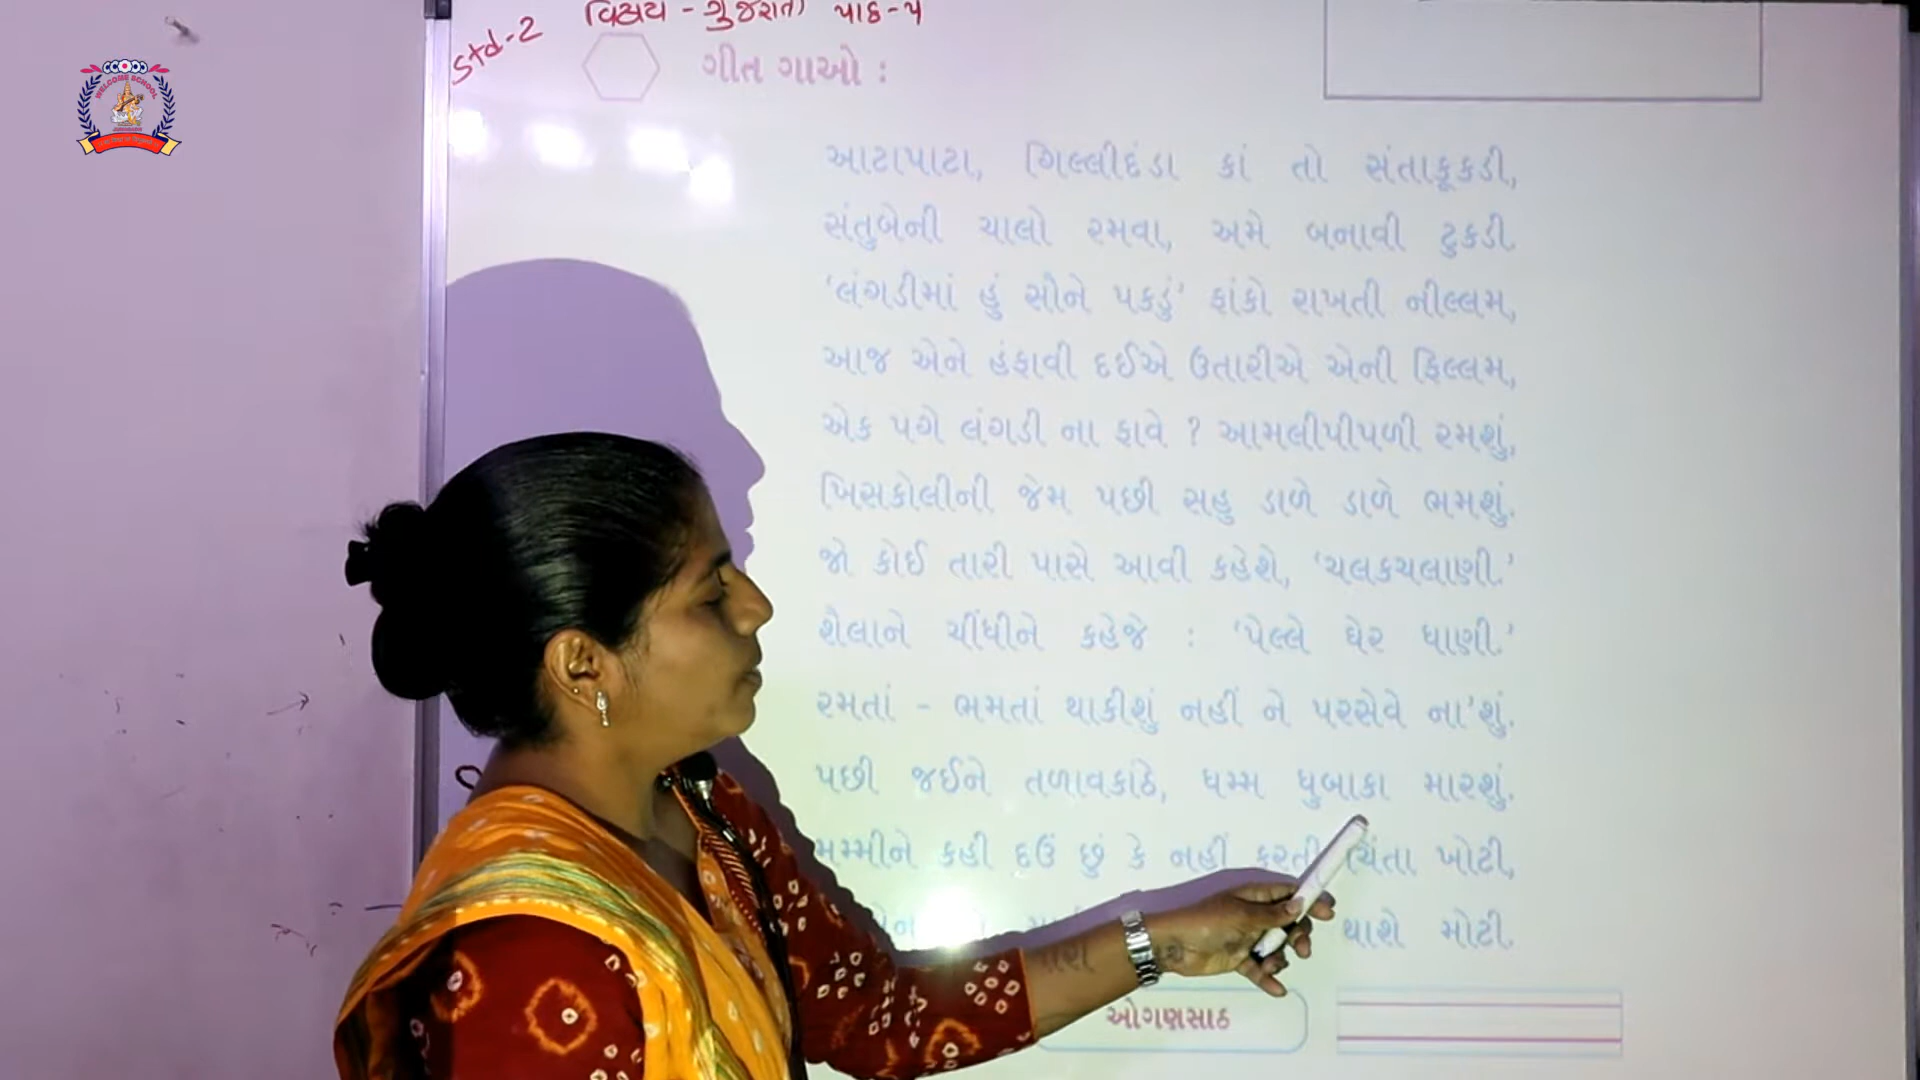 Std-2
વિષય - ગુજરાતી પાઠ-૫
ગીત ગાઓ :
આટાપાટા, ગિલ્લીદંડા કાં તો સંતાકૂકડી,
સંતુબેની ચાલો રમવા, અમે બનાવી ટુકડી.
‘લંગડીમાં હું સૌને પકડું’ ફાંકો રાખતી નીલ્લમ,
આજ એને હંફાવી દઈએ ઉતારીએ એની ફિલ્લમ,
એક પગે લંગડી ના ફાવે ? આમલીપીપળી રમશું,
ખિસકોલીની જેમ પછી સહુ ડાળે ડાળે ભમશું.
જો કોઈ તારી પાસે આવી કહેશે, ‘ચલકચલાણી.’
શૈલાને ચીંધીને કહેજે : ‘પેલ્લે ઘેર ધાણી.’
રમતાં - ભમતાં થાકીશું નહીં ને પરસેવે ના’શું.
પછી જઈને તળાવકાંઠે, ધમ્મ ધુબાકા મારશું.
મમ્મીને કહી દઉં છું કે નહીં કરતી ચિંતા ખોટી,
થાશે મોટી.
ઓગણસાઠ
WELCOME SCHOOL